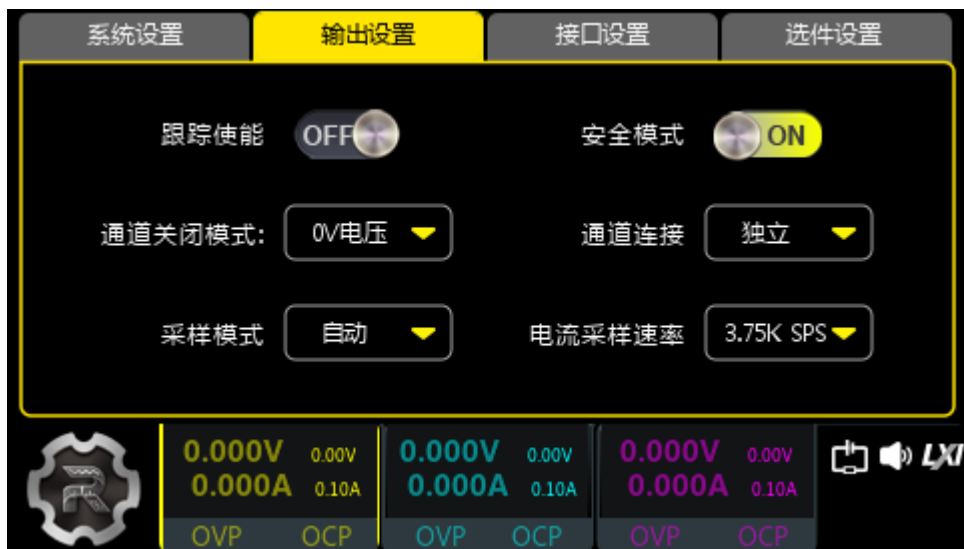 系统设置 输出设置 接口设置 选件设置
跟踪使能 OFF 安全模式 ON
通道关闭模式: 0V电压 通道连接 独立
采样模式 自动 电流采样速率 3.75K SPS
0.000V 0.00V 0.000V 0.00V 0.000V 0.00V LXI
0.000A 0.10A 0.000A 0.10A 0.000A 0.10A
OVP OCP OVP OCP OVP OCP